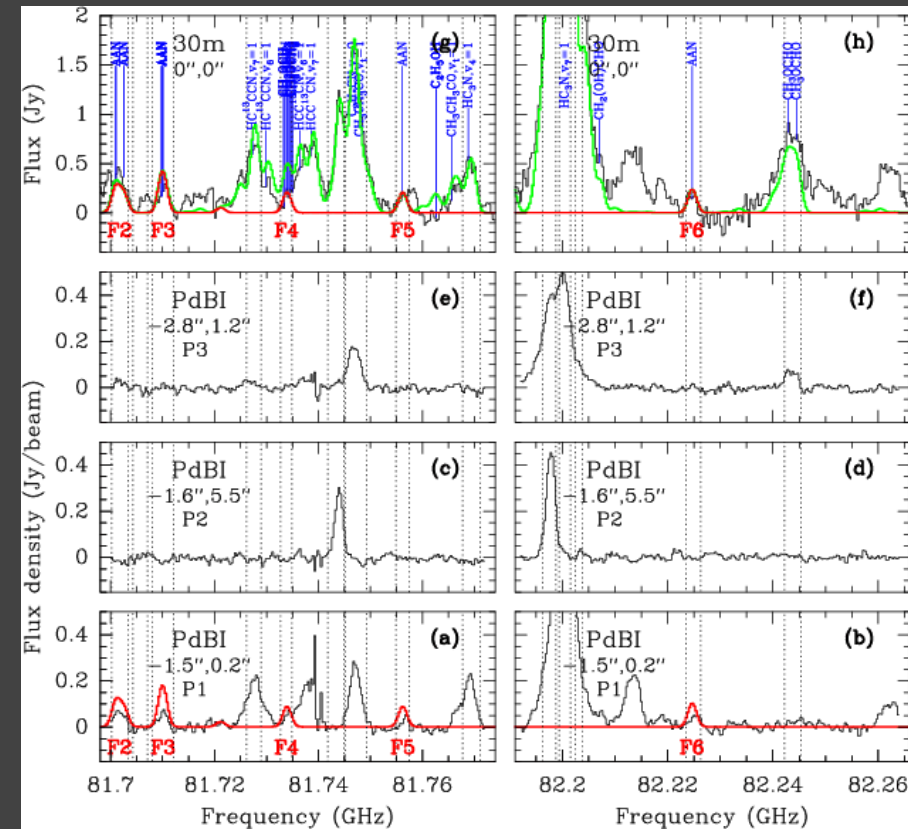 (g)
30m
0",0"
AAN
AAN
AAN
HC¹³CCN,v₇=1
HC¹³CCN,v₆=1
HCC¹³CN,v₆=1
HCC¹³CN,v₇=1
C₂H₅OH
CH₃CH₃CO,v₁=1
HC₃N,v₄=1
AAN
(h)
30m
0",0"
HC₃N,v₇=1
AAN
CH₃OCHO
Flux (Jy)
2
1.5
1
0.5
0
F2
F3
F4
F5
F6
(e)
PdBI
−2.8",1.2"
P3
(f)
PdBI
−2.8",1.2"
P3
0.4
0.2
0
(c)
PdBI
−1.6",5.5"
P2
(d)
PdBI
−1.6",5.5"
P2
0.4
0.2
0
(a)
PdBI
−1.5",0.2"
P1
(b)
PdBI
−1.5",0.2"
P1
0.4
0.2
0
F2
F3
F4
F5
F6
Flux density (Jy/beam)
81.7
81.72
81.74
81.76
82.2
82.22
82.24
82.26
Frequency (GHz)
Frequency (GHz)